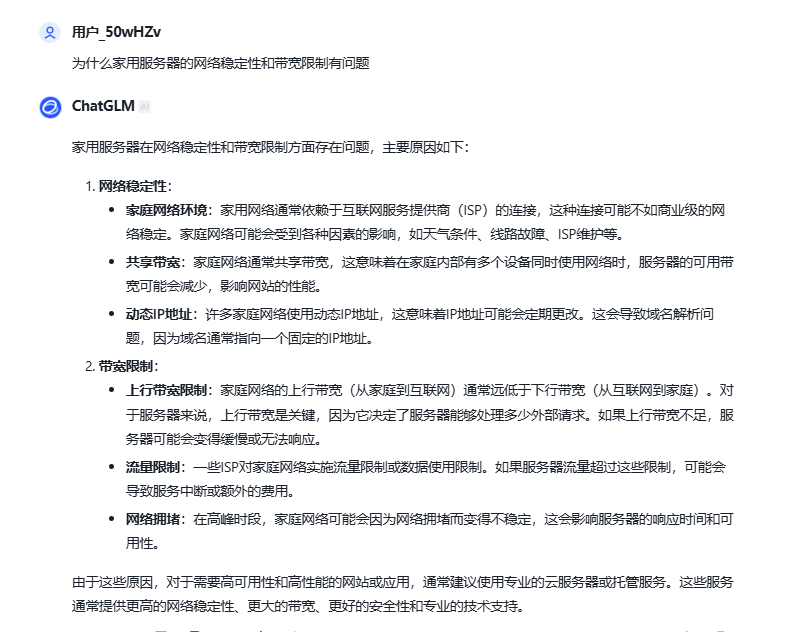 用户_50wHZv
为什么家用服务器的网络稳定性和带宽限制有问题
ChatGLM AI
家用服务器在网络稳定性和带宽限制方面存在问题，主要原因如下：
1. 网络稳定性：
• 家庭网络环境：家用网络通常依赖于互联网服务提供商（ISP）的连接，这种连接可能不如商业级的网
络稳定。家庭网络可能会受到各种因素的影响，如天气条件、线路故障、ISP维护等。
• 共享带宽：家庭网络通常共享带宽，这意味着在家庭内部有多个设备同时使用网络时，服务器的可用带
宽可能会减少，影响网站的性能。
• 动态IP地址：许多家庭网络使用动态IP地址，这意味着IP地址可能会定期更改。这会导致域名解析问
题，因为域名通常指向一个固定的IP地址。
2. 带宽限制：
• 上行带宽限制：家庭网络的上行带宽（从家庭到互联网）通常远低于下行带宽（从互联网到家庭）。对
于服务器来说，上行带宽是关键，因为它决定了服务器能够处理多少外部请求。如果上行带宽不足，服
务器可能会变得缓慢或无法响应。
• 流量限制：一些ISP对家庭网络实施流量限制或数据使用限制。如果服务器流量超过这些限制，可能会
导致服务中断或额外的费用。
• 网络拥堵：在高峰时段，家庭网络可能会因为网络拥堵而变得不稳定，这会影响服务器的响应时间和可
用性。
由于这些原因，对于需要高可用性和高性能的网站或应用，通常建议使用专业的云服务器或托管服务。这些服务
通常提供更高的网络稳定性、更大的带宽、更好的安全性和专业的技术支持。